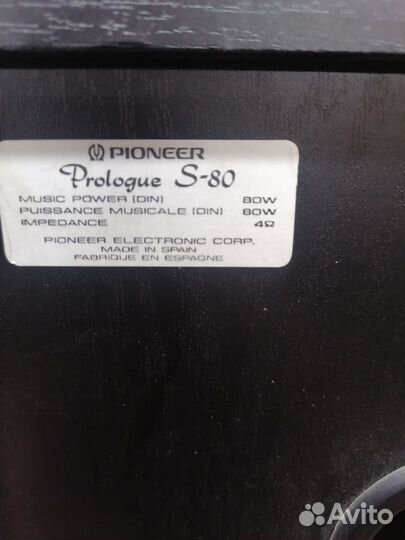 PIONEER
Prologue S-80
MUSIC POWER (DIN) 80W
PUISSANCE MUSICALE (DIN) 80W
IMPEDANCE 4Ω
PIONEER ELECTRONIC CORP.
MADE IN SPAIN
FABRIQUE EN ESPAGNE
Avito